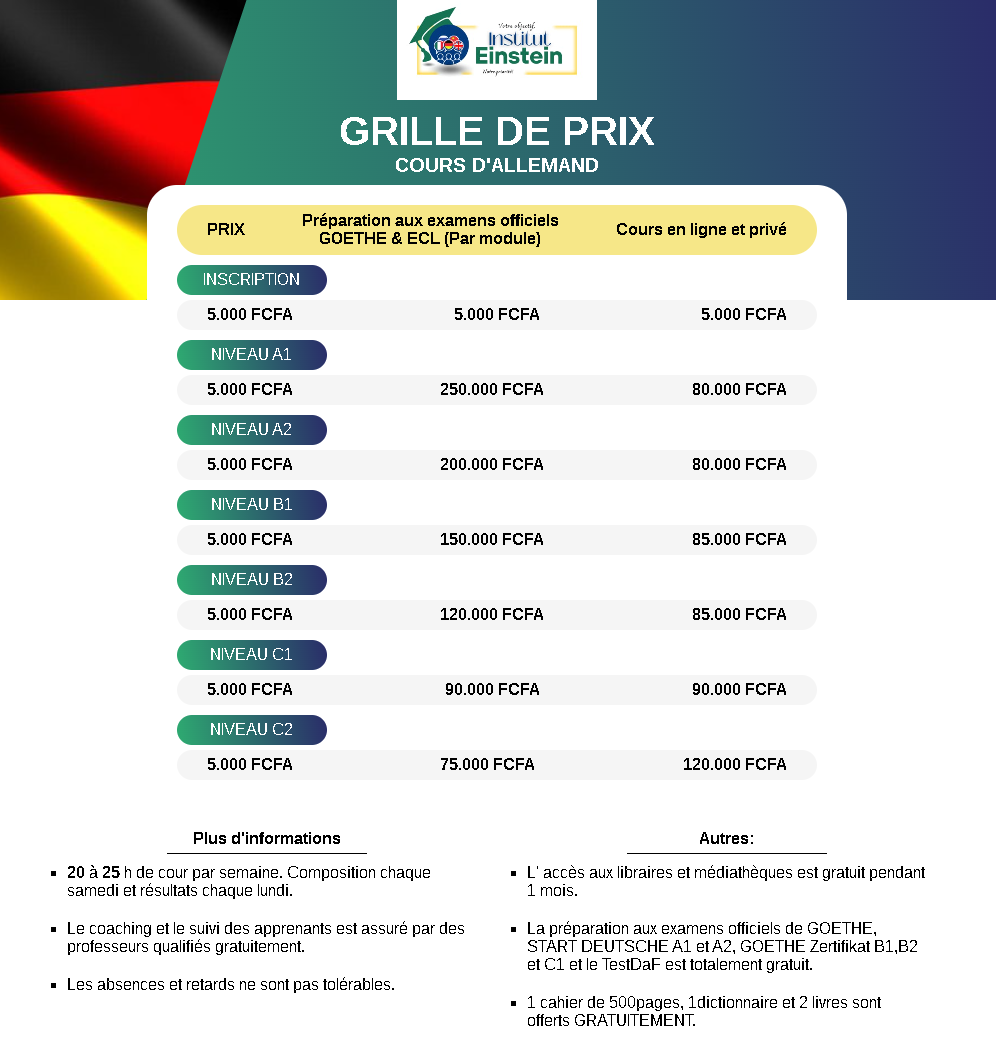 Votre objectif
Institut
Einstein
Notre priorité
GRILLE DE PRIX
COURS D'ALLEMAND
PRIX
Préparation aux examens officiels
GOETHE & ECL (Par module)
Cours en ligne et privé
INSCRIPTION
5.000 FCFA 5.000 FCFA 5.000 FCFA
NIVEAU A1
5.000 FCFA 250.000 FCFA 80.000 FCFA
NIVEAU A2
5.000 FCFA 200.000 FCFA 80.000 FCFA
NIVEAU B1
5.000 FCFA 150.000 FCFA 85.000 FCFA
NIVEAU B2
5.000 FCFA 120.000 FCFA 85.000 FCFA
NIVEAU C1
5.000 FCFA 90.000 FCFA 90.000 FCFA
NIVEAU C2
5.000 FCFA 75.000 FCFA 120.000 FCFA
Plus d'informations
20 à 25 h de cour par semaine. Composition chaque
samedi et résultats chaque lundi.
Le coaching et le suivi des apprenants est assuré par des
professeurs qualifiés gratuitement.
Les absences et retards ne sont pas tolérables.
Autres:
L' accès aux libraires et médiathèques est gratuit pendant
1 mois.
La préparation aux examens officiels de GOETHE,
START DEUTSCHE A1 et A2, GOETHE Zertifikat B1,B2
et C1 et le TestDaF est totalement gratuit.
1 cahier de 500pages, 1dictionnaire et 2 livres sont
offerts GRATUITEMENT.